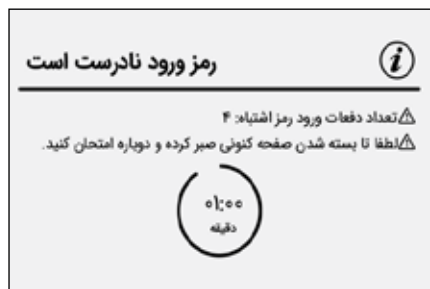 رمز ورود نادرست است
تعداد دفعات ورود رمز اشتباه: ۴
لطفا تا بسته شدن صفحه کنونی صبر کرده و دوباره امتحان کنید.
۰۱:۰۰
دقیقه